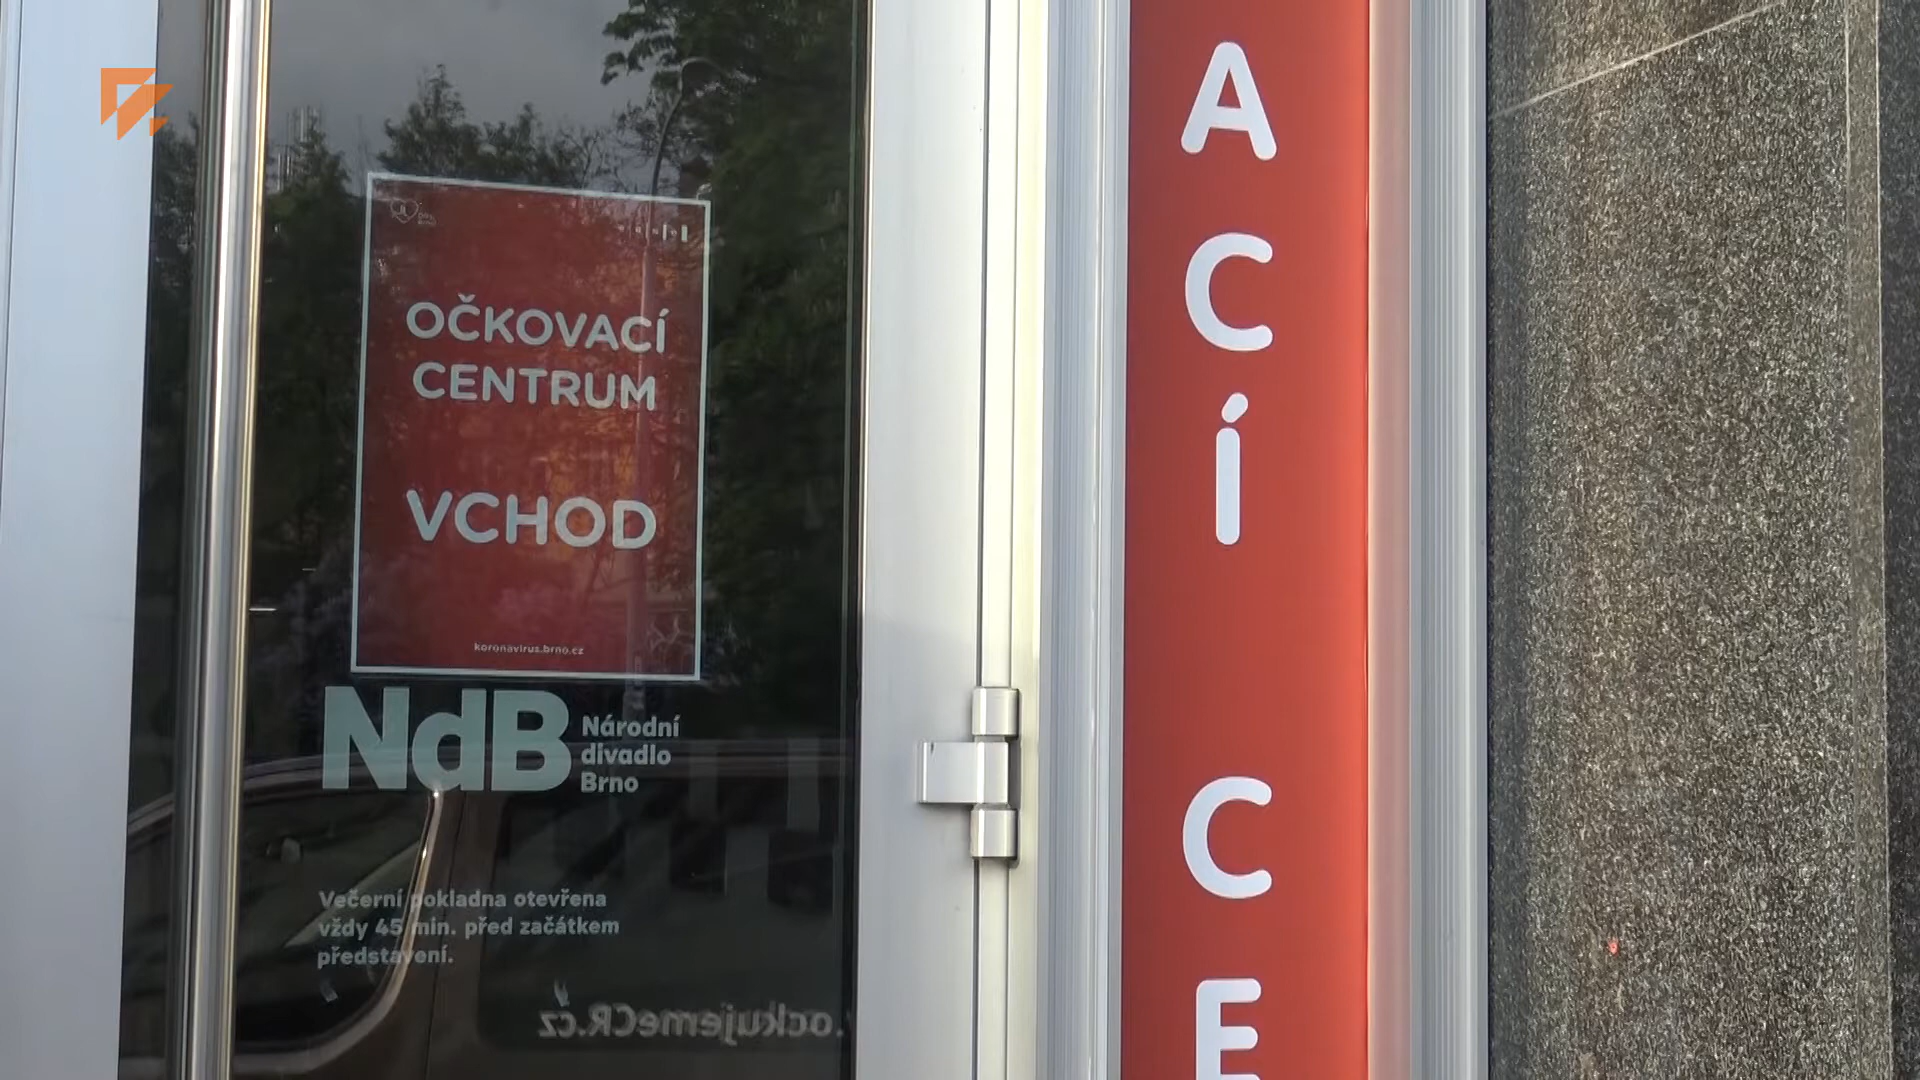 OČKOVACÍ
CENTRUM
VCHOD
koronavirus.brno.cz
NdB
Národní
divadlo
Brno
Večerní pokladna otevřena
vždy 45 min. před začátkem
představení.
.ockujemeCR.cz
A
C
Í
C
E